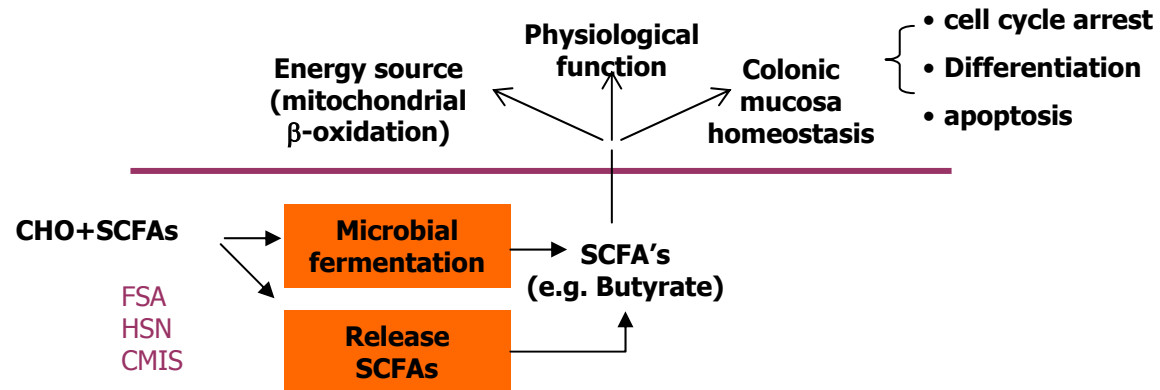 Energy source
(mitochondrial
β-oxidation)
Physiological
function
Colonic
mucosa
homeostasis
• cell cycle arrest
• Differentiation
• apoptosis
CHO+SCFAs
FSA
HSN
CMIS
Microbial
fermentation
Release
SCFAs
SCFA's
(e.g. Butyrate)